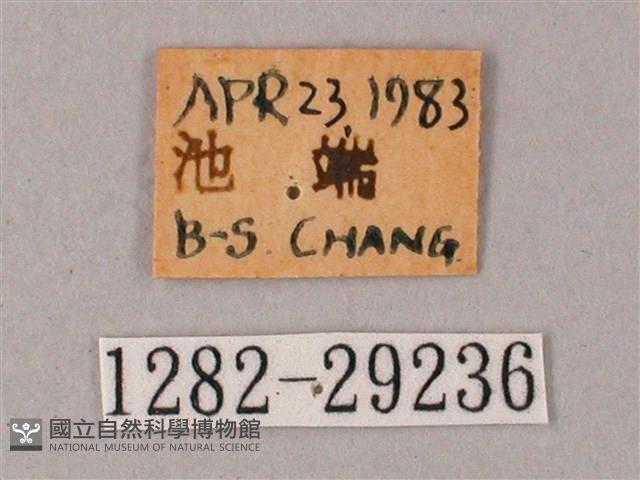 APR 23, 1983
池 端
B-S. CHANG.
1282-29236
國立自然科學博物館
NATIONAL MUSEUM OF NATURAL SCIENCE